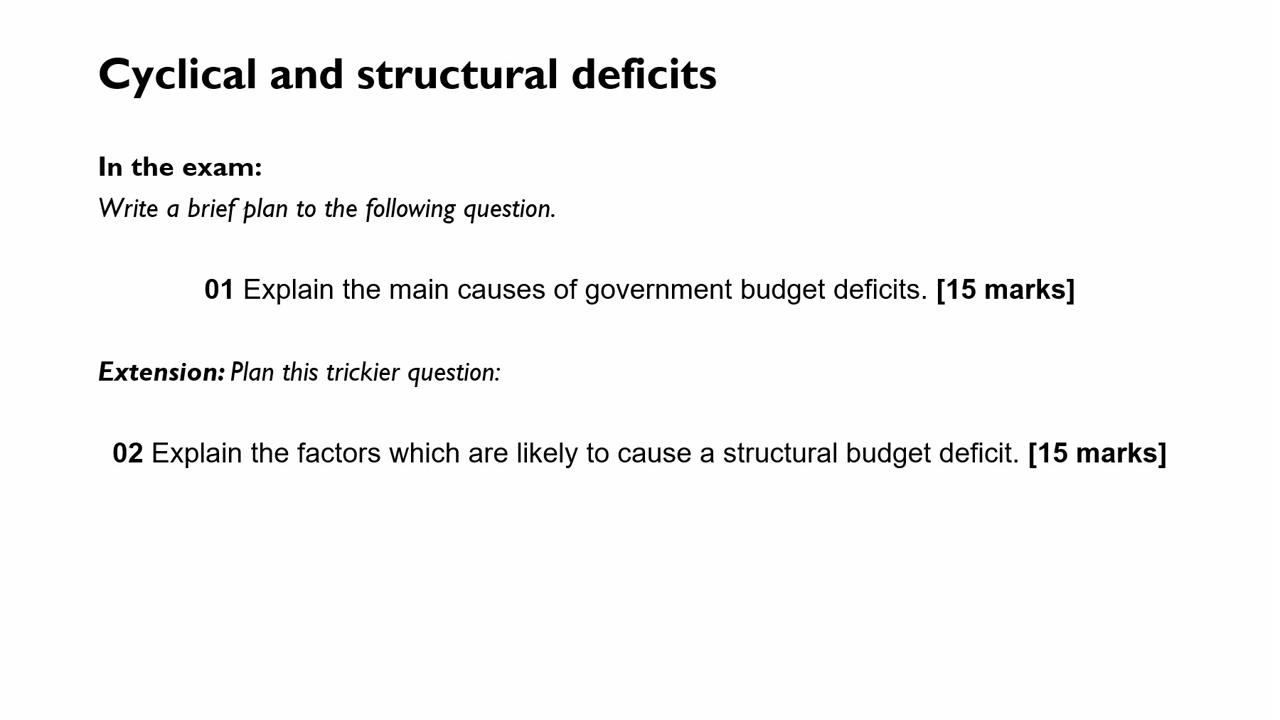 Cyclical and structural deficits
In the exam:
Write a brief plan to the following question.
01 Explain the main causes of government budget deficits. [15 marks]
Extension: Plan this trickier question:
02 Explain the factors which are likely to cause a structural budget deficit. [15 marks]